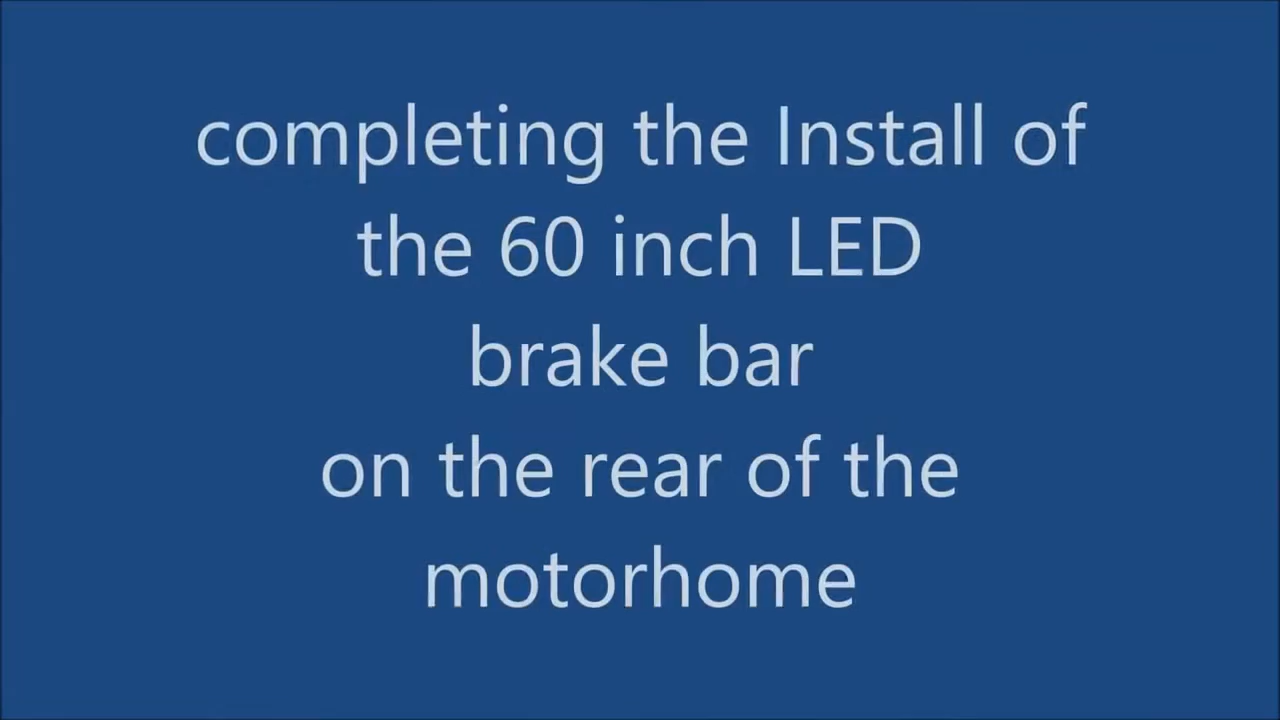 completing the Install of
the 60 inch LED
brake bar
on the rear of the
motorhome